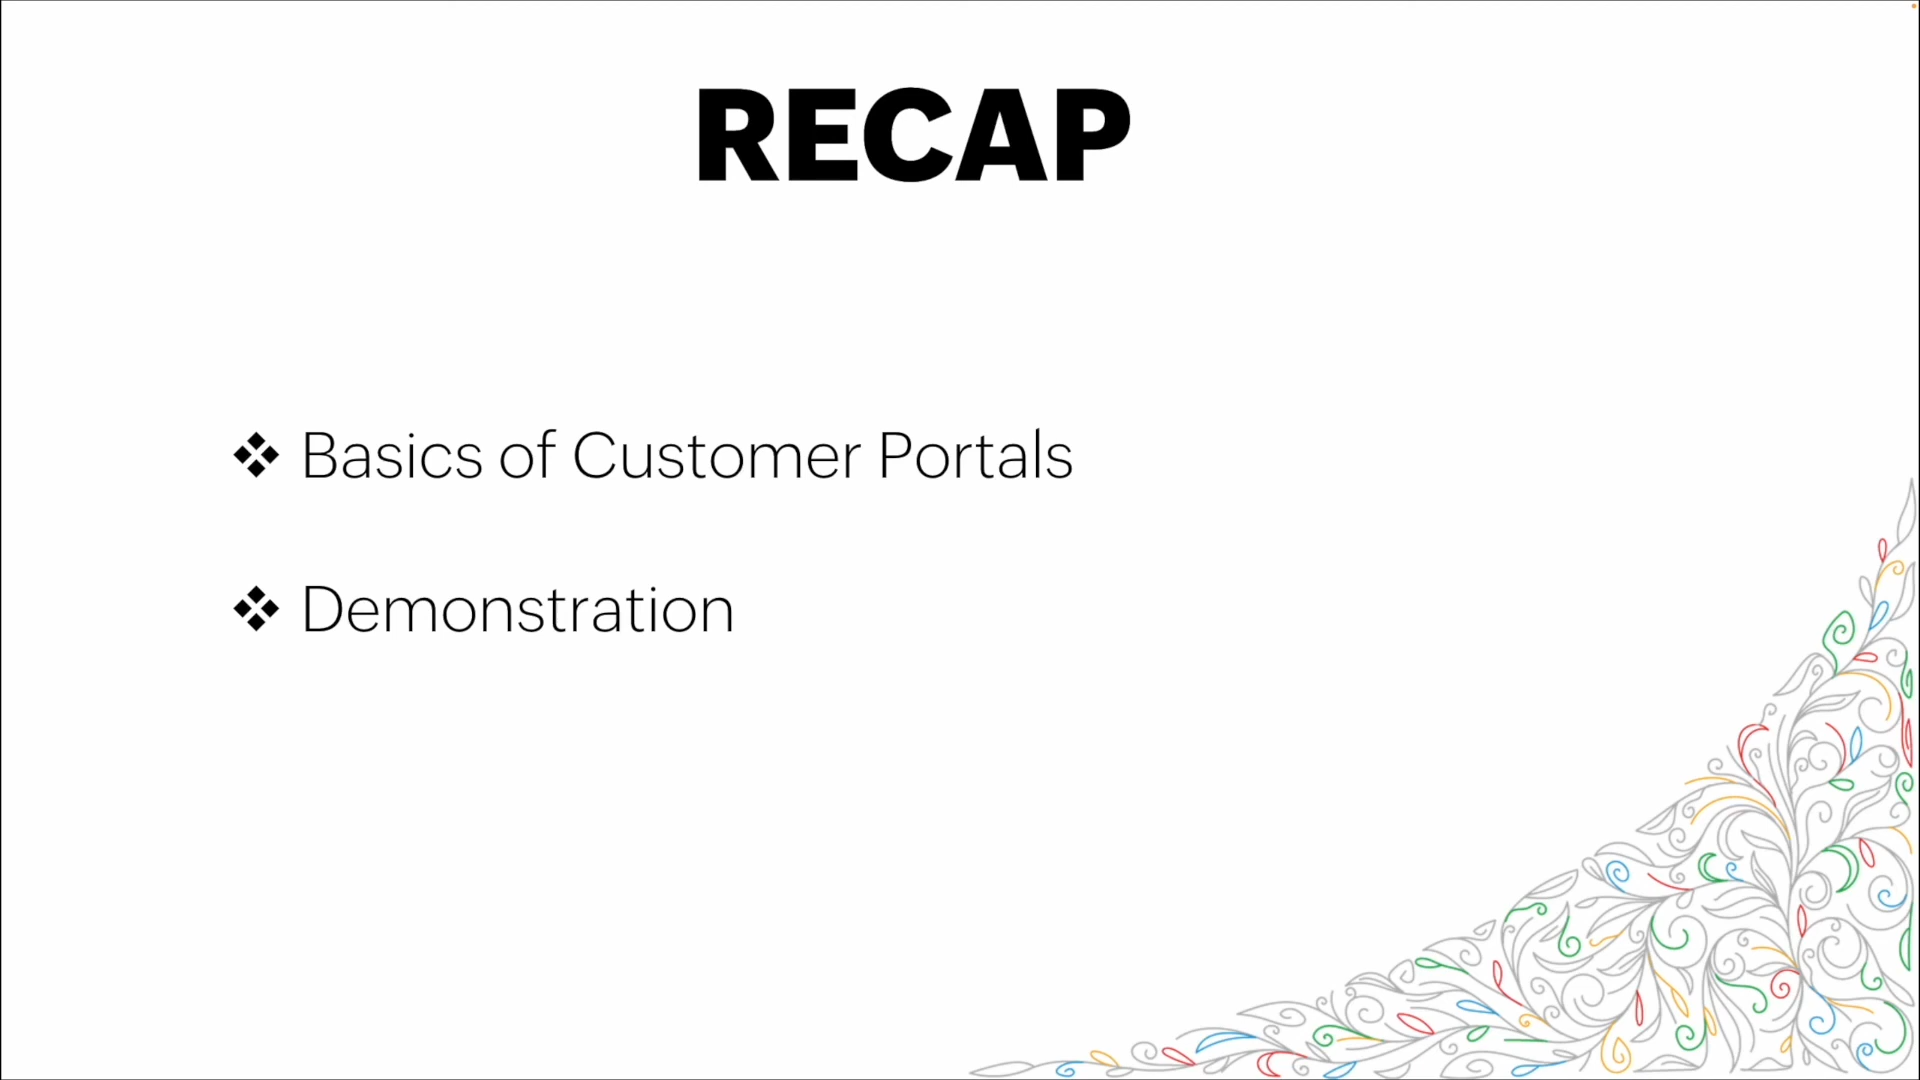 RECAP
❖ Basics of Customer Portals
❖ Demonstration